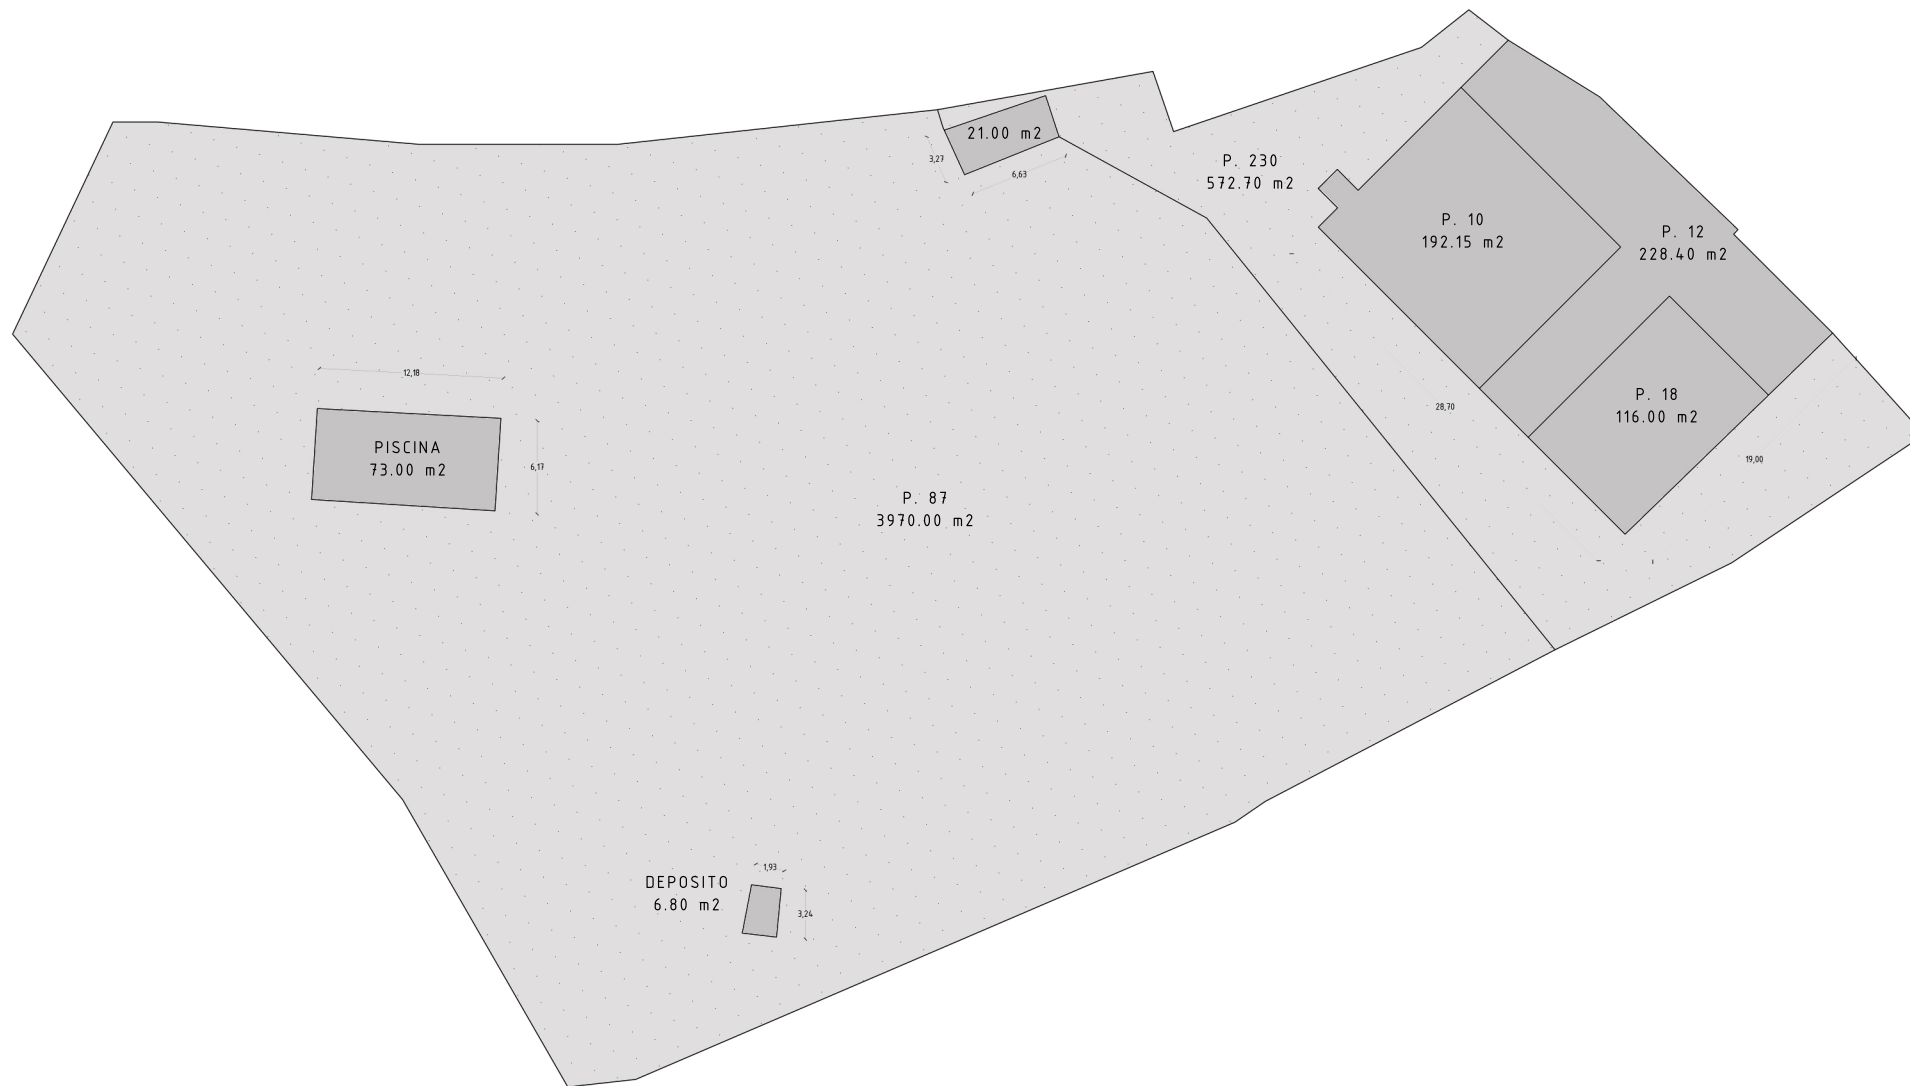 21.00 m2
3,27
6,63
P. 230
572.70 m2
P. 10
192.15 m2
P. 12
228.40 m2
12,18
PISCINA
73.00 m2
6,17
P. 18
116.00 m2
28,70
19,00
P. 87
3970.00 m2
1,93
DEPOSITO
6.80 m2
3,24